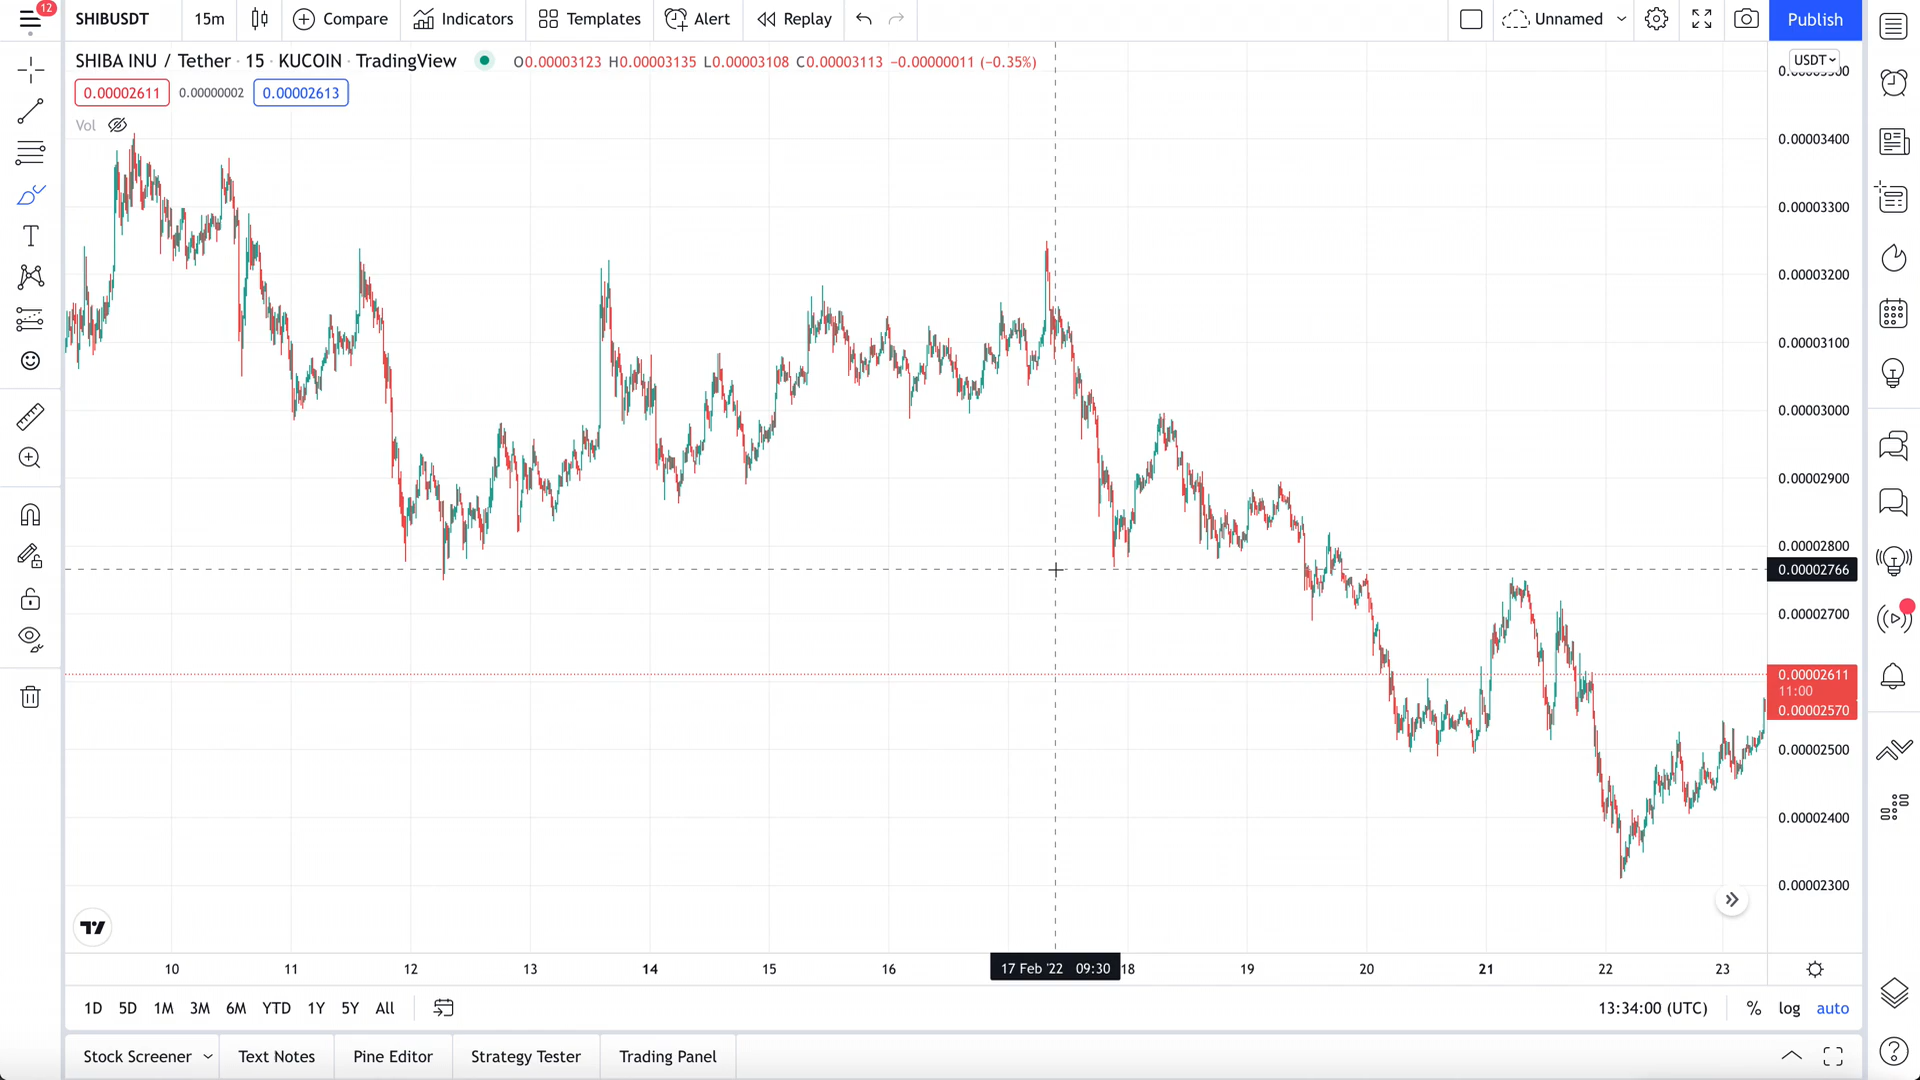 12
SHIBUSDT 15m Compare Indicators Templates Alert Replay Unnamed Publish
SHIBA INU / Tether · 15 · KUCOIN · TradingView O0.00003123 H0.00003135 L0.00003108 C0.00003113 −0.00000011 (−0.35%)
USDT
0.00002611 0.00000002 0.00002613
Vol
0.00003400
0.00003300
0.00003200
0.00003100
0.00003000
0.00002900
0.00002800
0.00002766
0.00002700
0.00002611
11:00
0.00002570
0.00002500
0.00002400
0.00002300
10 11 12 13 14 15 16 17 Feb '22 09:30 18 19 20 21 22 23
1D 5D 1M 3M 6M YTD 1Y 5Y All 13:34:00 (UTC) % log auto
Stock Screener Text Notes Pine Editor Strategy Tester Trading Panel